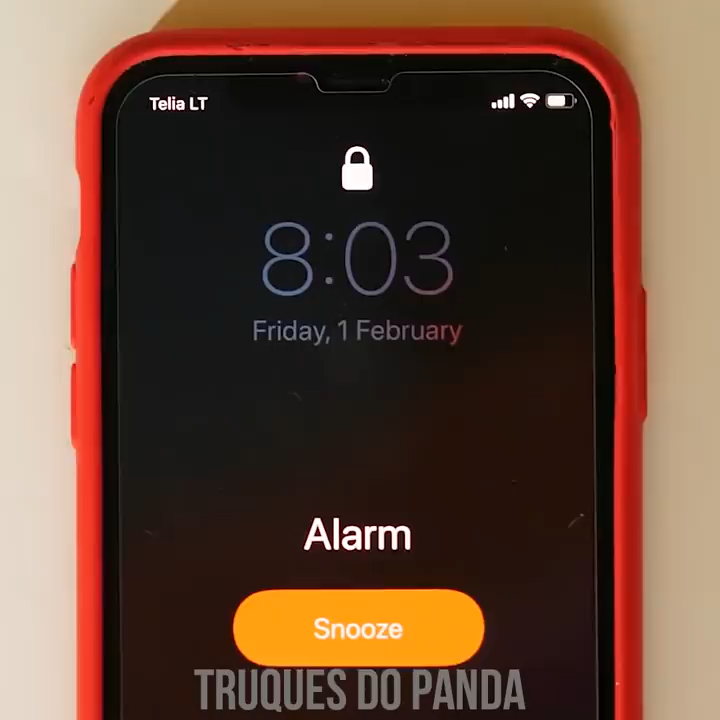 Telia LT
8:03
Friday, 1 February
Alarm
Snooze
TRUQUES DO PANDA